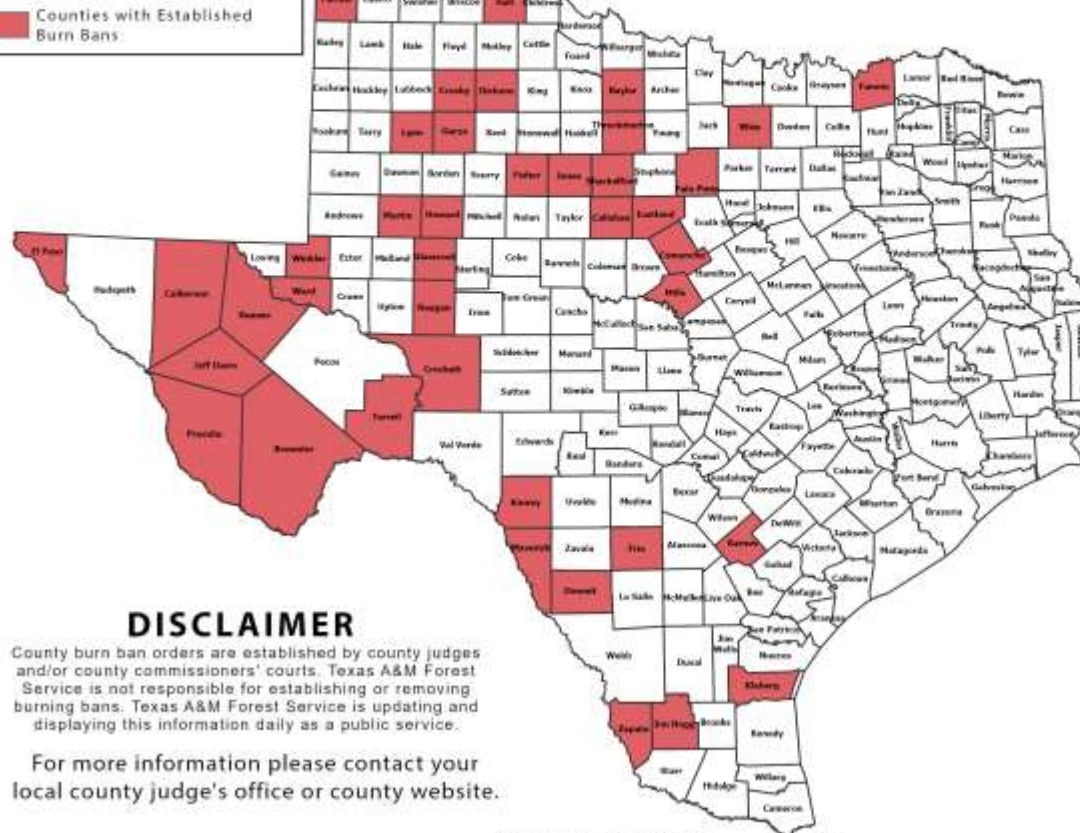 Counties with Established
Burn Bans
Bailey Lamb Hale Floyd Motley Cottle Foard Wilbarger Wichita
Hardeman
Clay Montague Cooke Grayson Fannin Lamar Red River Bowie
Cochran Hockley Lubbock Crosby Dickens King Knox Baylor Archer
Delta Titus Franklin Morris
Yoakum Terry Lynn Garza Kent Stonewall Haskell Throckmorton Young Jack Wise Denton Collin Hunt Hopkins Camp Cass
Rockwall Rains Wood Upshur Marion
Gaines Dawson Borden Scurry Fisher Jones Shackelford Stephens Palo Pinto Parker Tarrant Dallas Kaufman Van Zandt Gregg Harrison
Andrews Martin Howard Mitchell Nolan Taylor Callahan Eastland Erath Somervell Hood Johnson Ellis Henderson Smith Rusk Panola
El Paso Hudspeth Culberson Reeves Loving Winkler Ector Midland Glasscock Sterling Coke Runnels Coleman Brown Comanche Hamilton Bosque Hill Navarro Anderson Cherokee Nacogdoches Shelby
Ward Crane Upton Reagan Irion Tom Green Concho McCulloch San Saba Mills Lampasas Coryell McLennan Limestone Freestone Leon Houston Angelina San Augustine
Bell Falls Robertson Madison Trinity Jasper
Jeff Davis Pecos Crockett Schleicher Menard Mason Llano Burnet Williamson Milam Brazos Grimes Walker San Jacinto Polk Tyler
Presidio Brewster Terrell Sutton Kimble Gillespie Blanco Travis Lee Burleson Washington Montgomery Liberty Hardin
Val Verde Edwards Real Kerr Bandera Kendall Hays Comal Caldwell Bastrop Fayette Austin Waller Harris Chambers Jefferson
Kinney Uvalde Medina Bexar Guadalupe Gonzales Lavaca Colorado Wharton Fort Bend Brazoria Galveston
Maverick Zavala Frio Atascosa Wilson Karnes DeWitt Victoria Jackson Matagorda
Dimmit La Salle McMullen Live Oak Bee Goliad Refugio Calhoun Aransas
Webb Duval Jim Wells San Patricio Nueces
Kleberg
Zapata Jim Hogg Brooks Kenedy
Starr Hidalgo Willacy
Cameron
DISCLAIMER
County burn ban orders are established by county judges
and/or county commissioners' courts. Texas A&M Forest
Service is not responsible for establishing or removing
burning bans. Texas A&M Forest Service is updating and
displaying this information daily as a public service.
For more information please contact your
local county judge's office or county website.